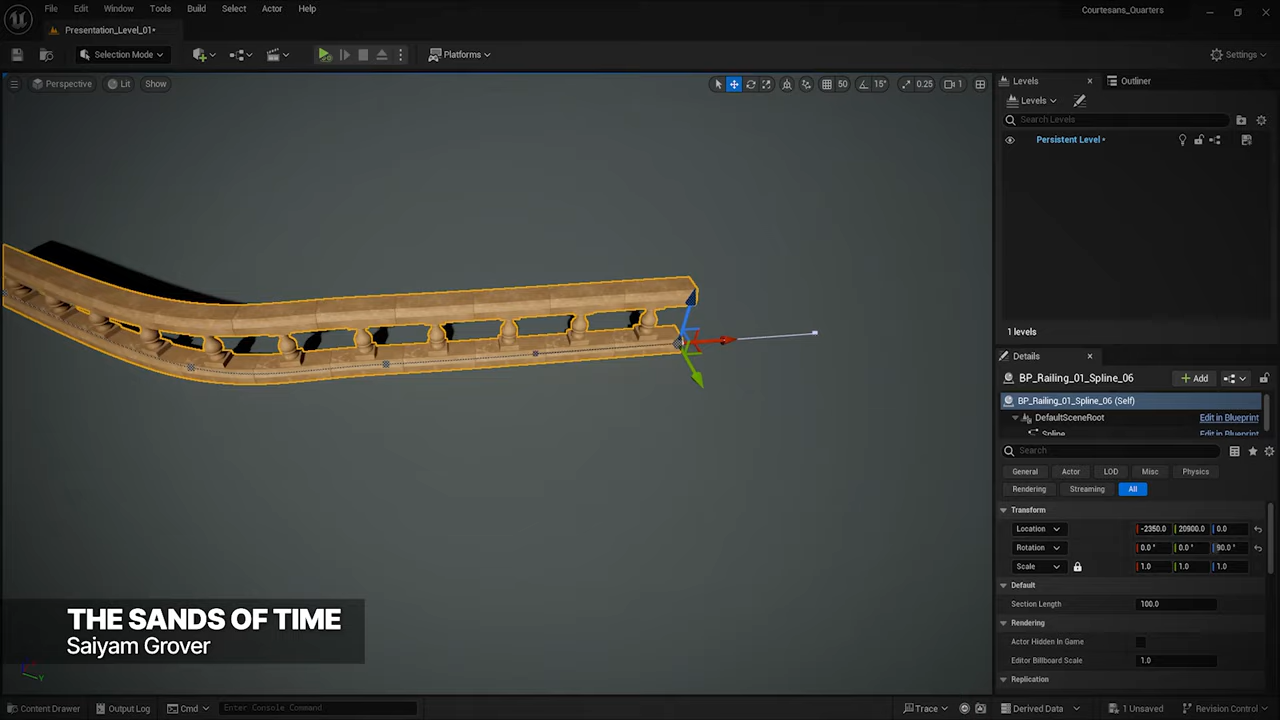 File Edit Window Tools Build Select Actor Help
Courtesans_Quarters
Presentation_Level_01*
Selection Mode
Platforms
Settings
Perspective Lit Show
50 15° 0.25 1
Levels
Outliner
Levels
Search Levels
Persistent Level *
1 levels
Details
BP_Railing_01_Spline_06
Add
BP_Railing_01_Spline_06 (Self)
DefaultSceneRoot Edit in Blueprint
Spline Edit in Blueprint
Search
General Actor LOD Misc Physics
Rendering Streaming All
Transform
Location -2350.0 20900.0 0.0
Rotation 0.0 ° 0.0 ° 90.0 °
Scale 1.0 1.0 1.0
Default
Section Length 100.0
Rendering
Actor Hidden In Game
Editor Billboard Scale 1.0
Replication
THE SANDS OF TIME
Saiyam Grover
Y
Content Drawer Output Log Cmd Enter Console Command
Trace Derived Data 1 Unsaved Revision Control